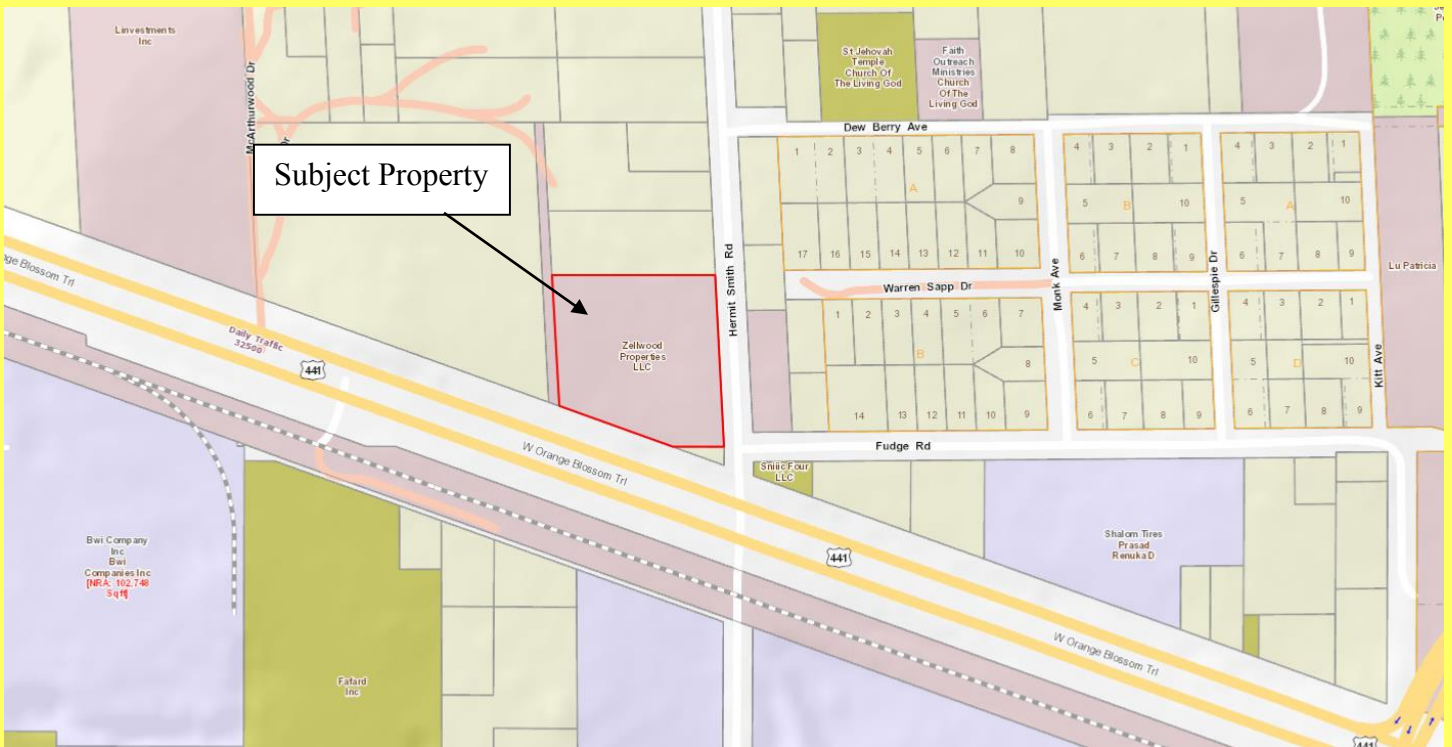 Linvestments
Inc
McArthurwood Dr
Dr
St Jehovah
Temple
Church Of
The Living God
Faith
Outreach
Ministries
Church
Of The
Living God
Dew Berry Ave
Subject Property
Hermit Smith Rd
1 2 3 4 5 6 7 8
A
9
17 16 15 14 13 12 11 10
4 3 2 1
5 B 10
6 7 8 9
4 3 2 1
5 A 10
6 7 8 9
Lu Patricia
Warren Sapp Dr
Monk Ave
Gillespie Dr
Kitt Ave
1 2 3 4 5 6 7
B
8
14 13 12 11 10 9
4 3 2 1
5 C 10
6 7 8 9
4 3 2 1
5 D 10
6 7 8 9
Zellwood
Properties
LLC
nge Blossom Trl
Daily Traffic
32500
441
W Orange Blossom Trl
Fudge Rd
Sniic Four
LLC
441
Shalom Tires
Prasad
Renuka D
Bwi Company
Inc
Bwi
Companies Inc
[NRA: 102,748
Sqft]
Fafard
Inc
W Orange Blossom Trl
441